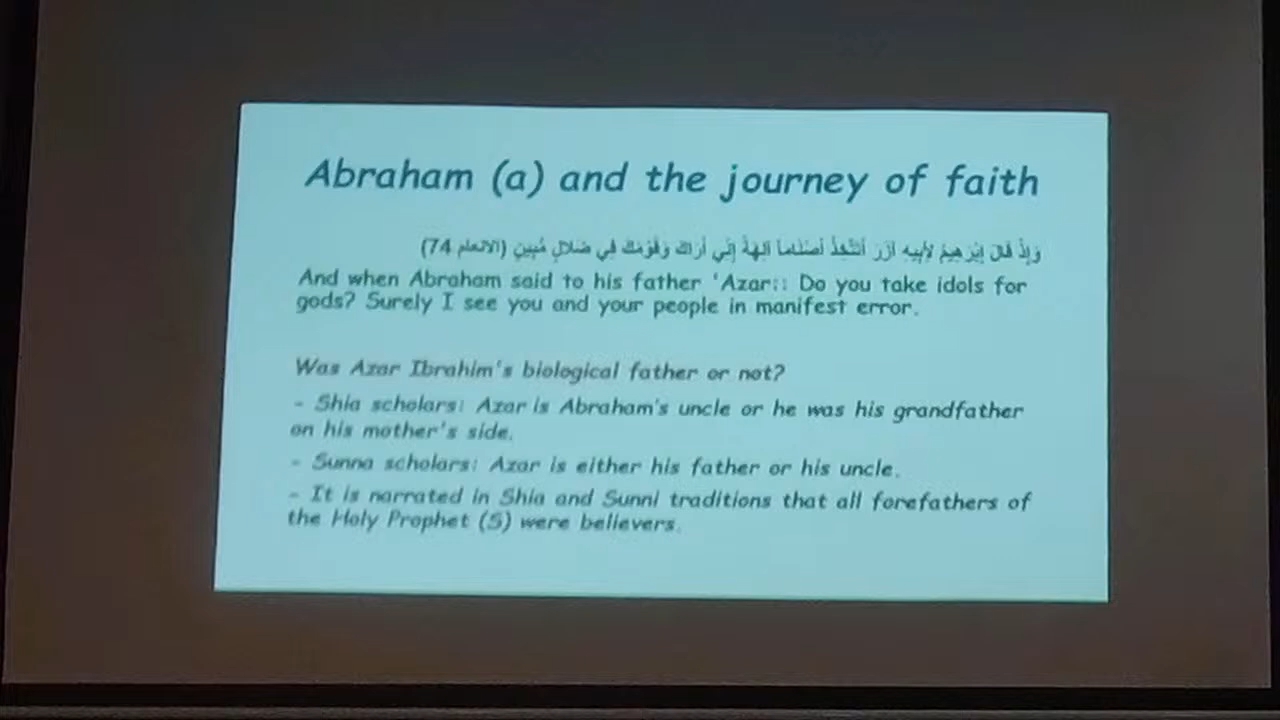 Abraham (a) and the journey of faith
وَإِذْ قَالَ إِبْرَهِيمُ لِأَبِيهِ آزَرَ أَتَتَّخِذُ أَصْنَاماً آلِهَةً إِنِّي أَرَاكَ وَقَوْمَكَ فِي ضَلالٍ مُّبِينٍ (الانعام 74)
And when Abraham said to his father 'Azar:: Do you take idols for
gods? Surely I see you and your people in manifest error.
Was Azar Ibrahim's biological father or not?
- Shia scholars: Azar is Abraham's uncle or he was his grandfather
on his mother's side.
- Sunna scholars: Azar is either his father or his uncle.
- It is narrated in Shia and Sunni traditions that all forefathers of
the Holy Prophet (S) were believers.